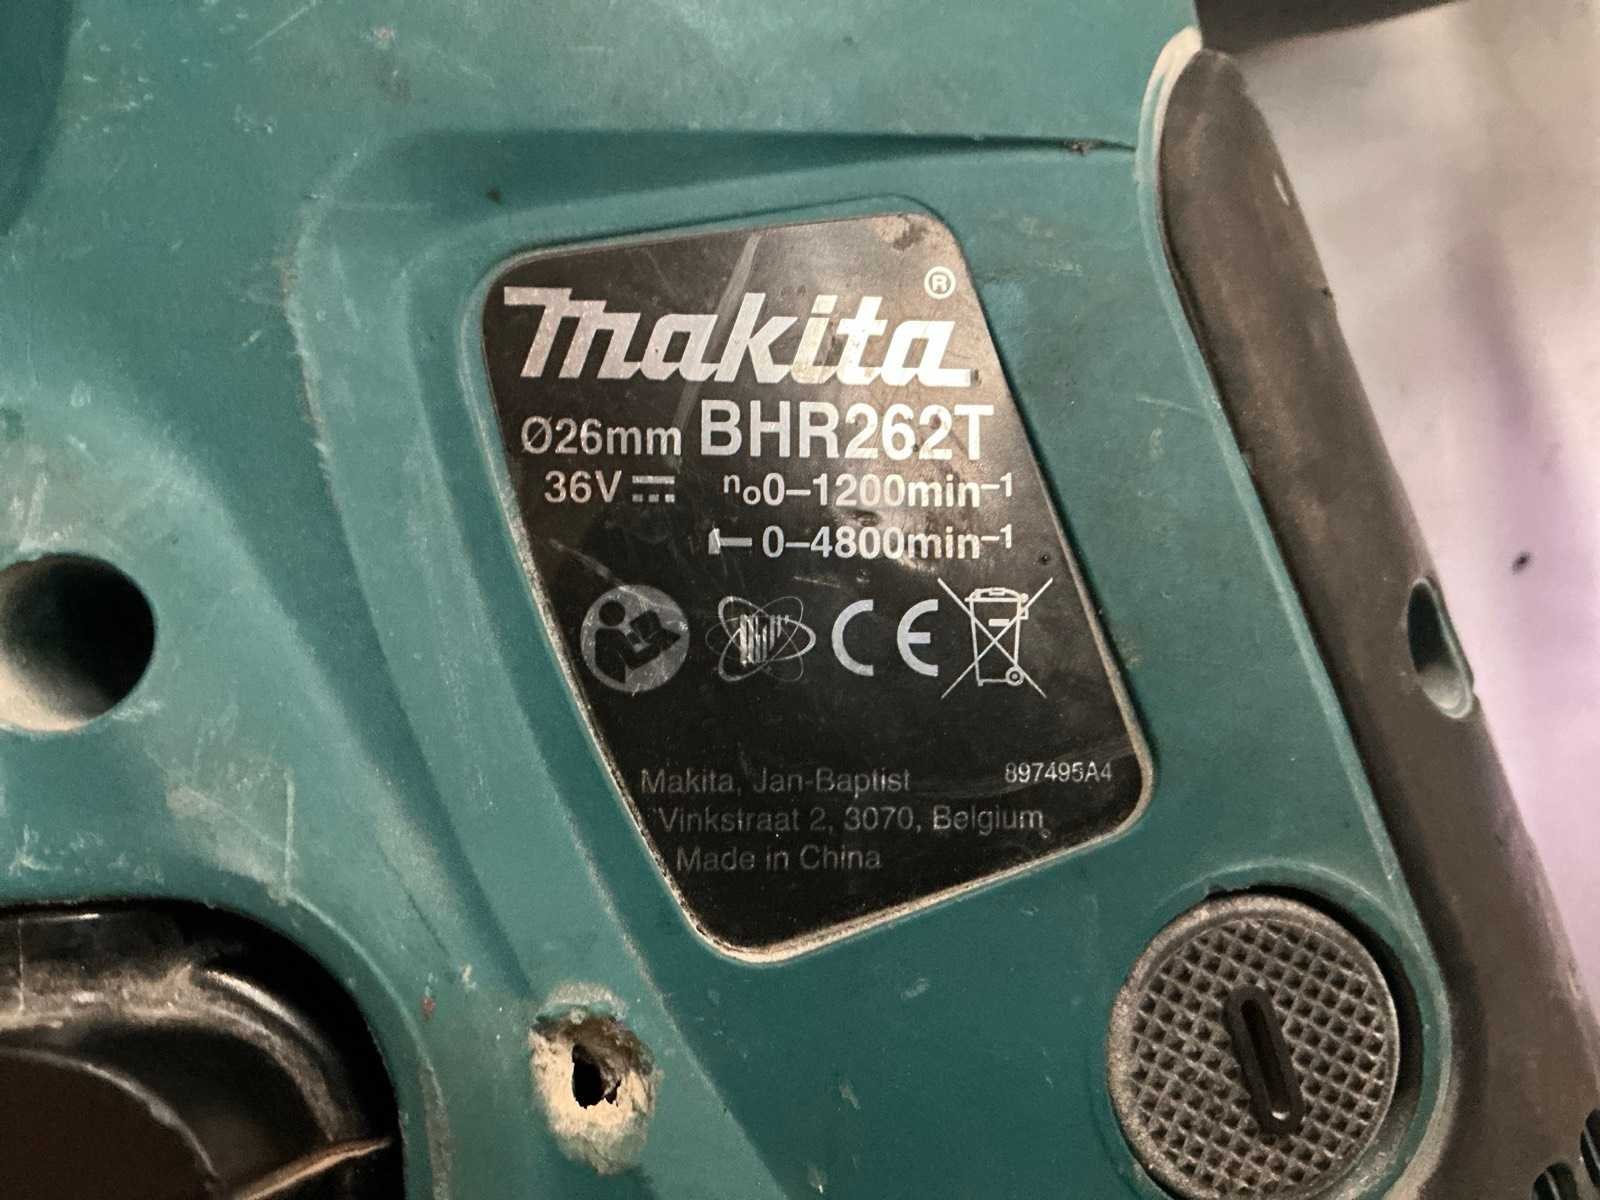 makita®
Ø26mm BHR262T
36V ⎓ n₀0–1200min⁻¹
0–4800min⁻¹
CE
Makita, Jan-Baptist
Vinkstraat 2, 3070, Belgium
897495A4
Made in China